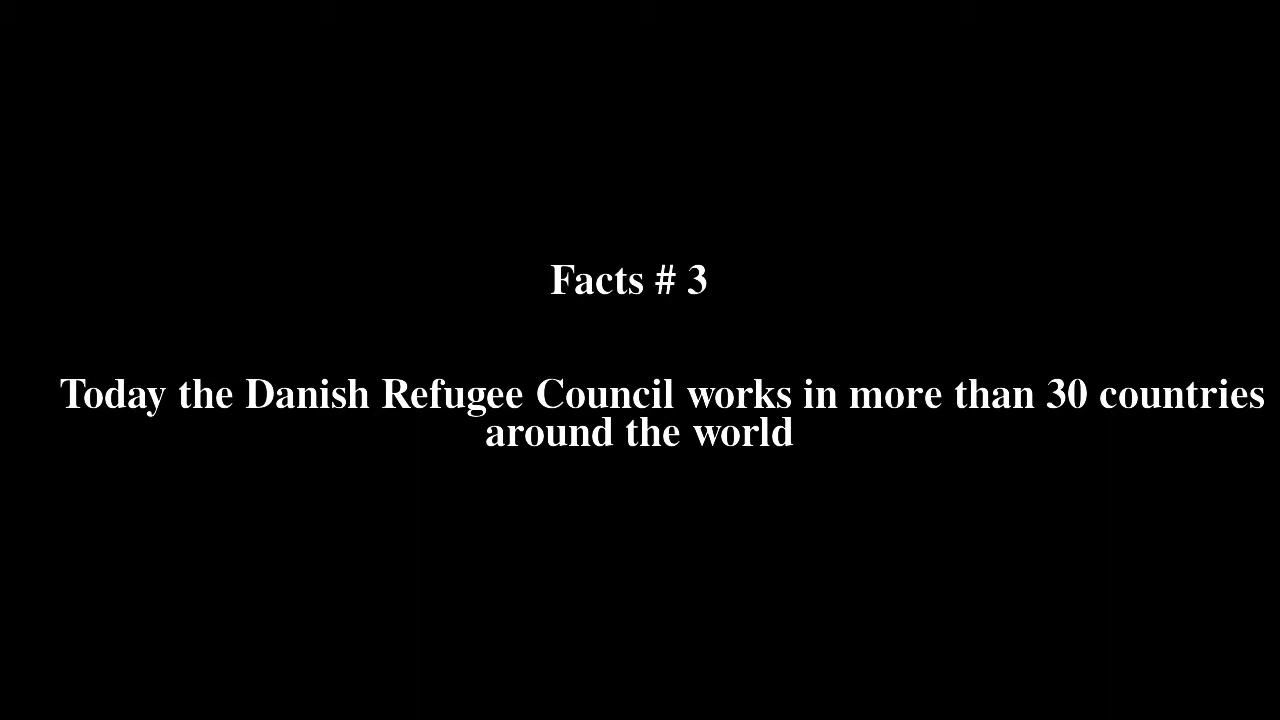 Facts # 3
Today the Danish Refugee Council works in more than 30 countries
around the world